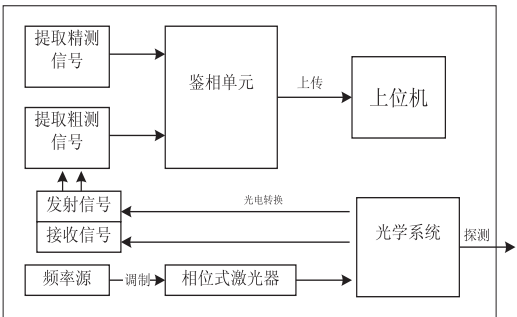 提取精测
信号
鉴相单元
上传
上位机
提取粗测
信号
发射信号
接收信号
光电转换
光学系统
探测
频率源
调制
相位式激光器